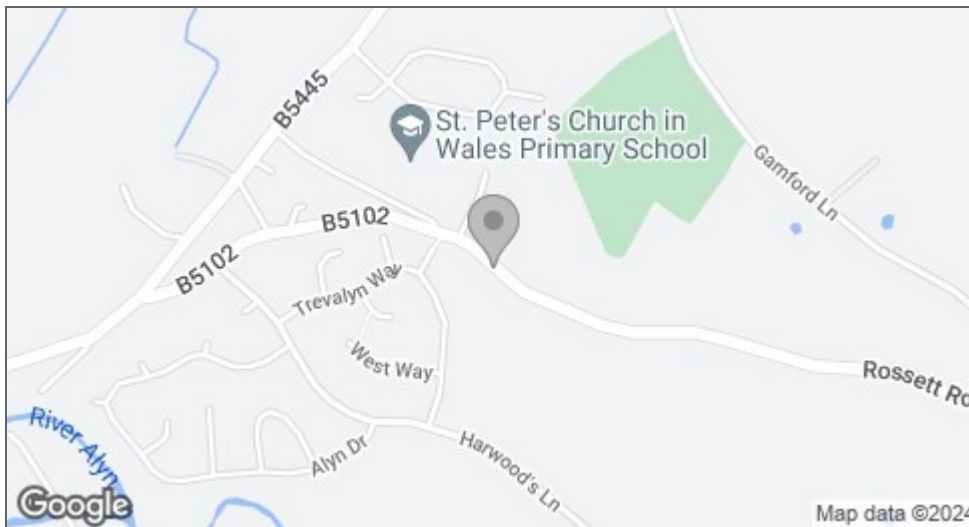 B5445
St. Peter's Church in
Wales Primary School
Gamford Ln
B5102
B5102
Trevalyn Way
West Way
Rossett Ro
River Alyn
Alyn Dr
Harwood's Ln
Google
Map data ©2024